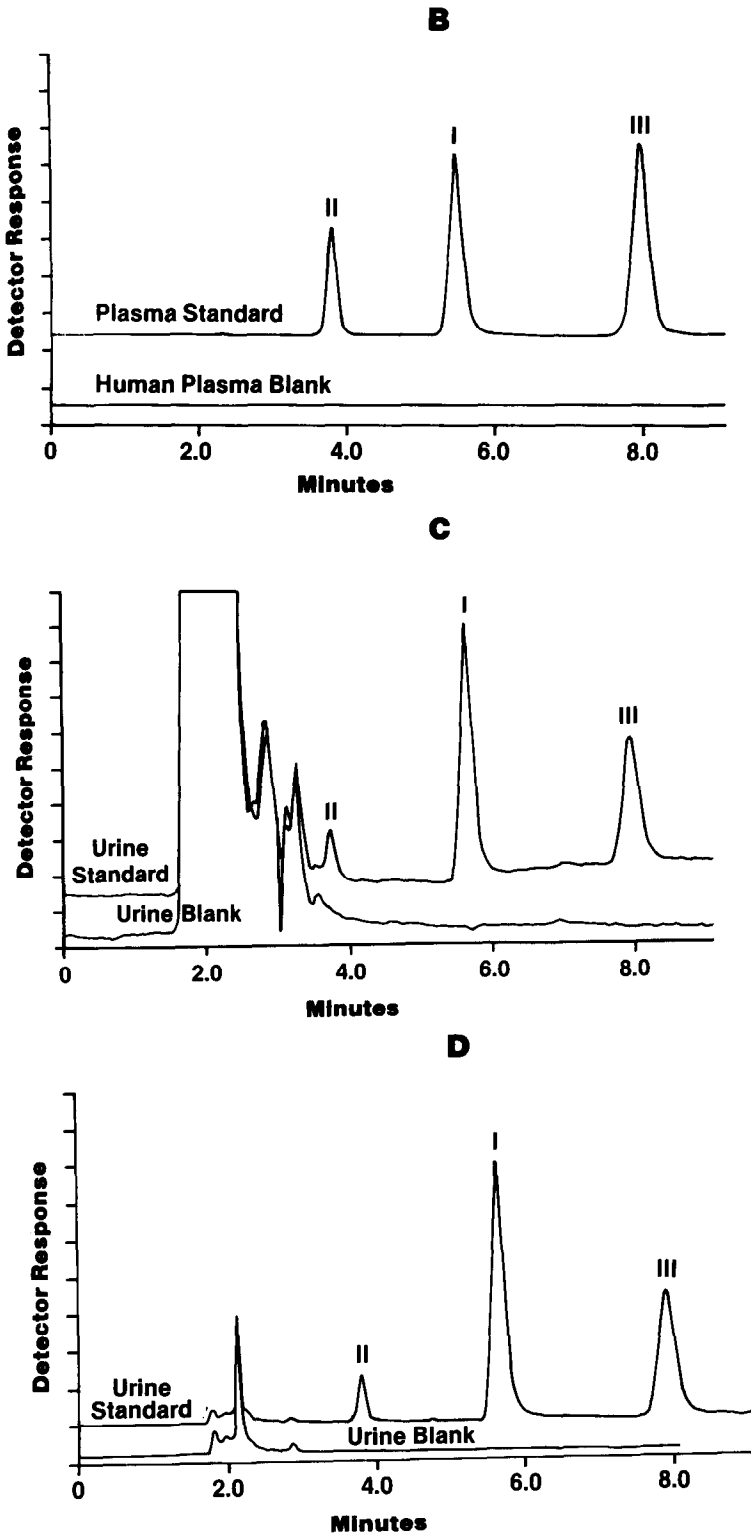 B
Detector Response
II
I
III
Plasma Standard
Human Plasma Blank
0 2.0 4.0 6.0 8.0
Minutes
C
Detector Response
I
III
II
Urine
Standard
Urine Blank
0 2.0 4.0 6.0 8.0
Minutes
D
Detector Response
I
III
II
Urine
Standard
Urine Blank
0 2.0 4.0 6.0 8.0
Minutes